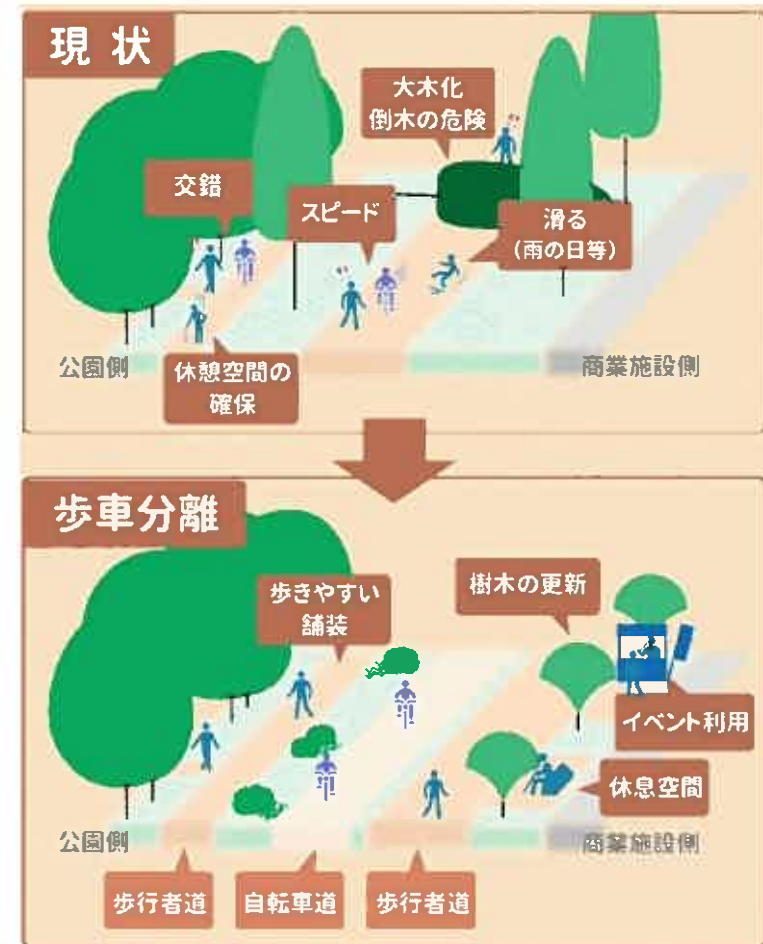 現状
大木化
倒木の危険
交錯
スピード
滑る
(雨の日等)
公園側
休憩空間の
確保
商業施設側
歩車分離
歩きやすい
舗装
樹木の更新
イベント利用
休息空間
公園側
商業施設側
歩行者道
自転車道
歩行者道